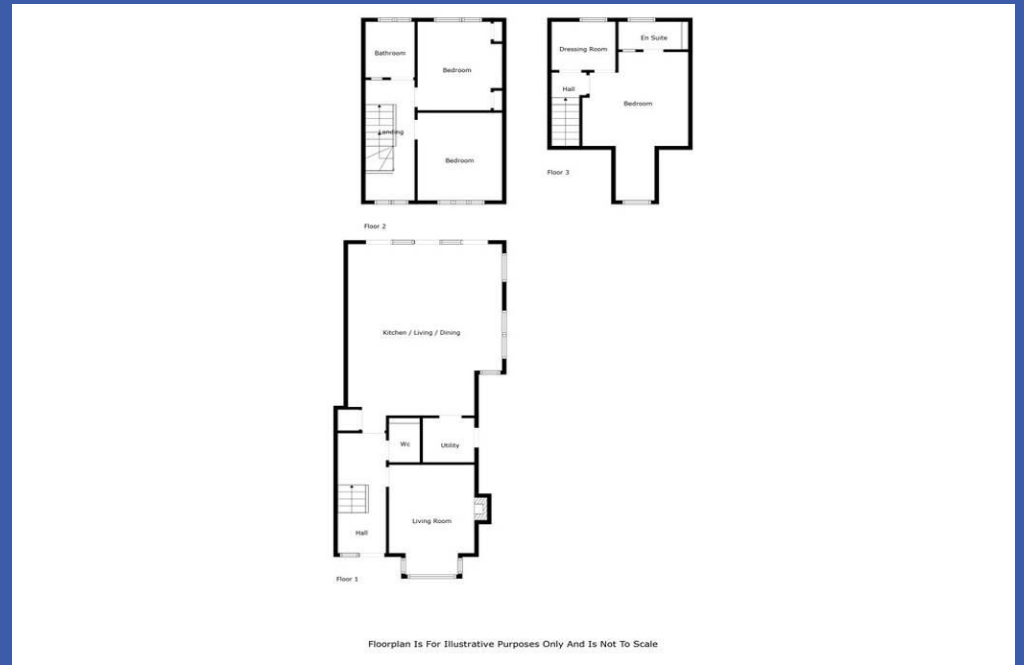 Bathroom
Bedroom
Landing
Bedroom
Floor 2
En Suite
Dressing Room
Hall
Bedroom
Floor 3
Kitchen / Living / Dining
Wc
Utility
Living Room
Hall
Floor 1
Floorplan Is For Illustrative Purposes Only And Is Not To Scale